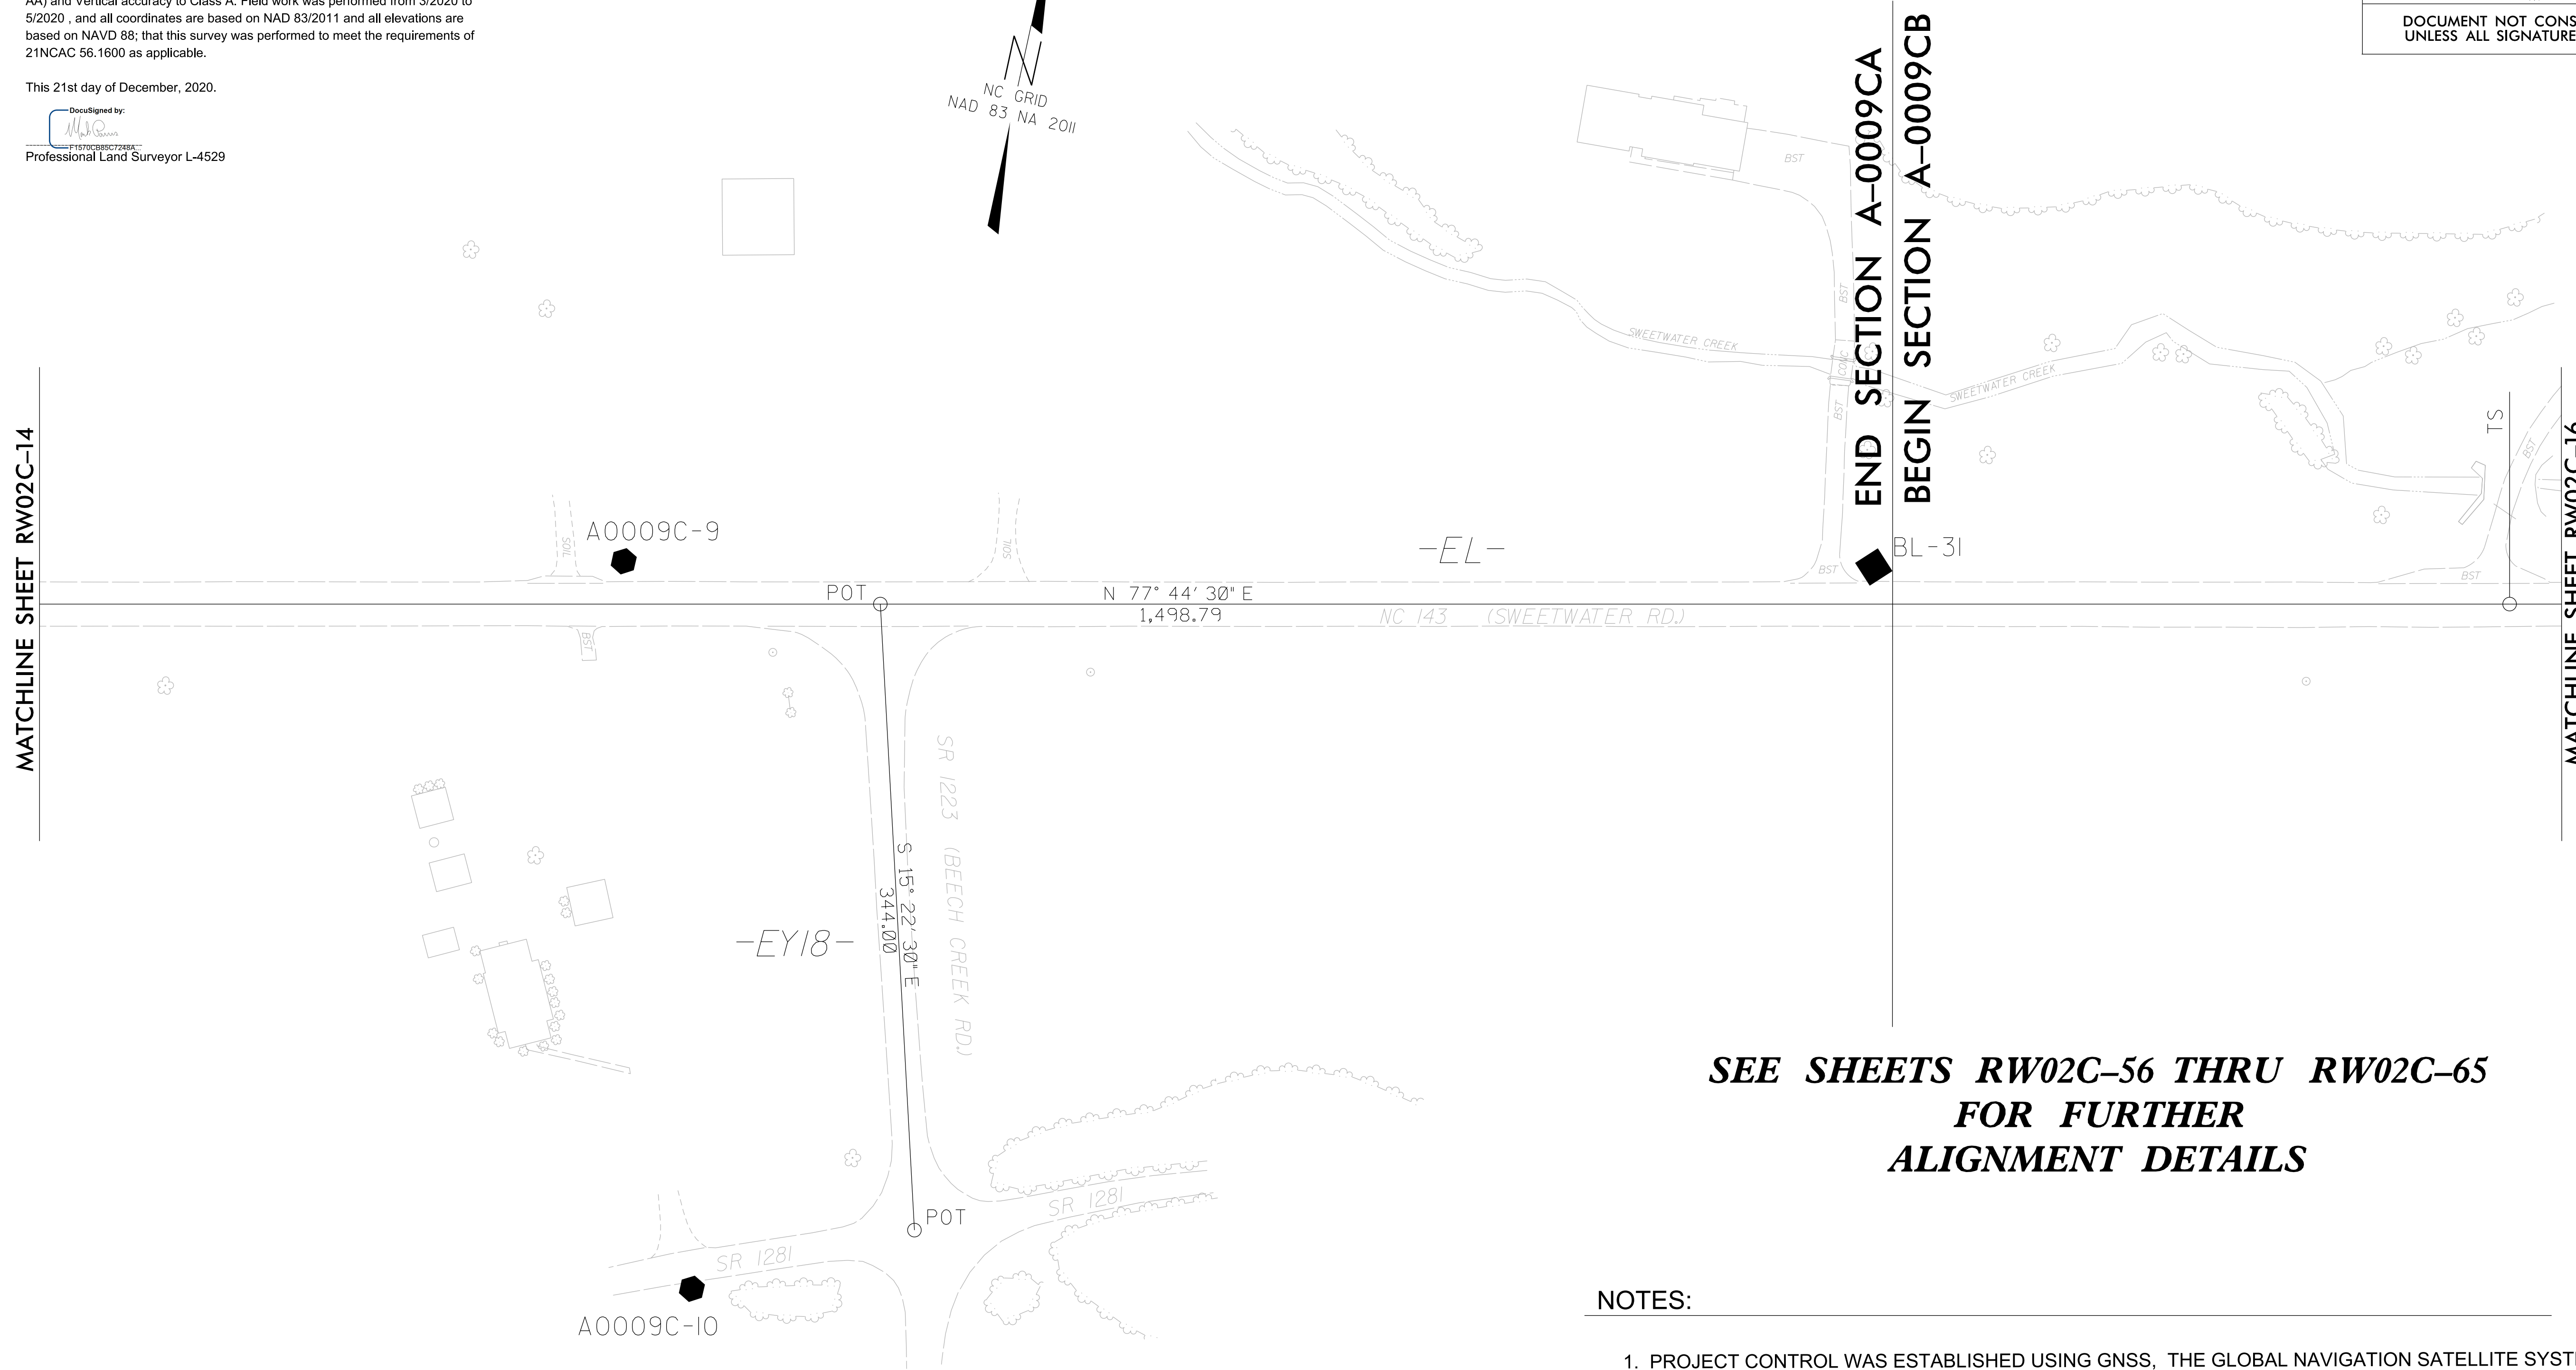 AA) and Vertical accuracy to Class A. Field work was performed from 3/2020 to
5/2020 , and all coordinates are based on NAD 83/2011 and all elevations are
based on NAVD 88; that this survey was performed to meet the requirements of
21NCAC 56.1600 as applicable.
This 21st day of December, 2020.
DocuSigned by:
F1570CB85C7248A...
Professional Land Surveyor L-4529
NC GRID
NAD 83 NA 2011
DOCUMENT NOT CONS
UNLESS ALL SIGNATURE
END SECTION A-0009CA
BEGIN SECTION A-0009CB
BST
BST
SWEETWATER CREEK
CONC
BST
SWEETWATER CREEK
TS
BST
MATCHLINE SHEET RW02C-14
MATCHLINE SHEET RW02C-16
SOIL
A0009C-9
SOIL
-EL-
BL-31
BST
BST
POT
N 77° 44' 30" E
1,498.79
NC 143 (SWEETWATER RD.)
BST
SR 1223 (BEECH CREEK RD.)
S 15° 22' 30" E
344.00
-EY18-
SEE SHEETS RW02C-56 THRU RW02C-65
FOR FURTHER
ALIGNMENT DETAILS
SR 1281
POT
SR 1281
A0009C-10
NOTES:
1. PROJECT CONTROL WAS ESTABLISHED USING GNSS, THE GLOBAL NAVIGATION SATELLITE SYST